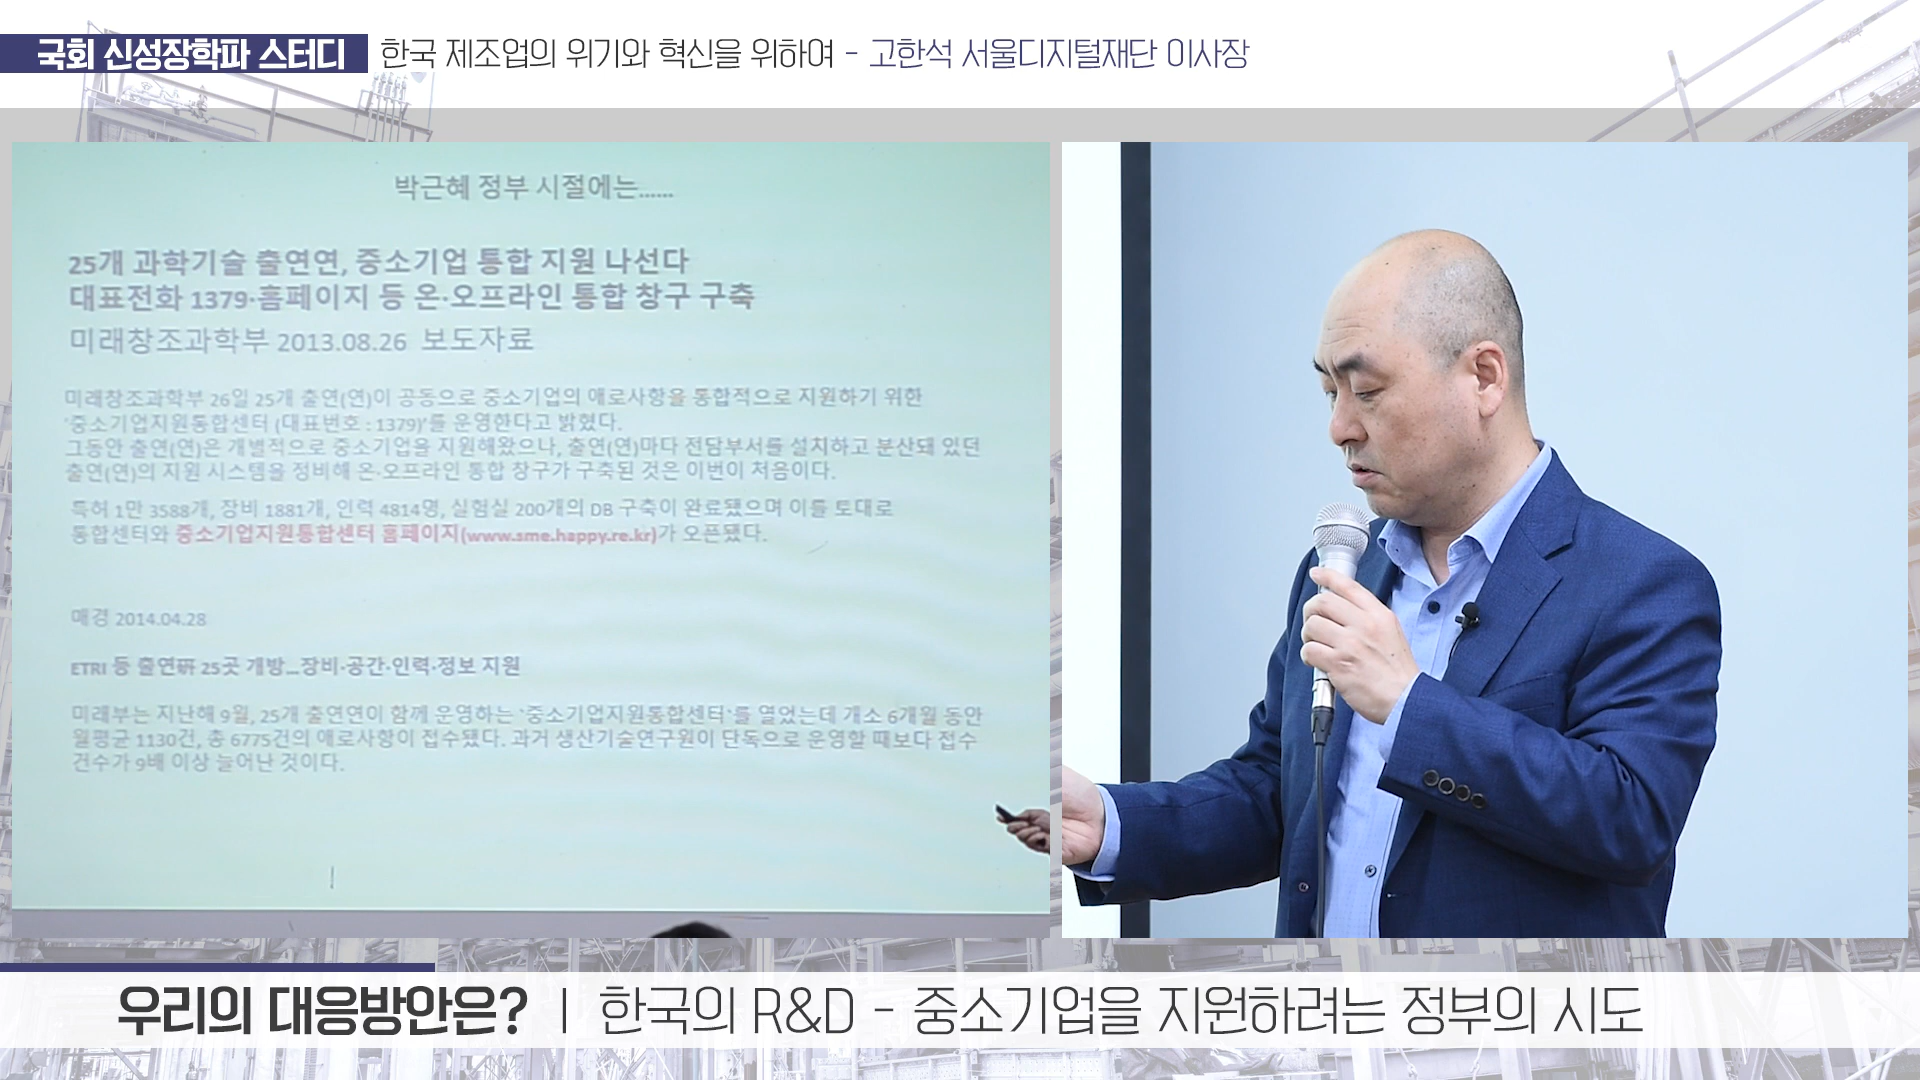 국회 신성장학파 스터디 한국 제조업의 위기와 혁신을 위하여 - 고한석 서울디지털재단 이사장
박근혜 정부 시절에는......
25개 과학기술 출연연, 중소기업 통합 지원 나선다
대표전화 1379·홈페이지 등 온·오프라인 통합 창구 구축
미래창조과학부 2013.08.26 보도자료
미래창조과학부 26일 25개 출연(연)이 공동으로 중소기업의 애로사항을 통합적으로 지원하기 위한
'중소기업지원통합센터 (대표번호 : 1379)'를 운영한다고 밝혔다.
그동안 출연(연)은 개별적으로 중소기업을 지원해왔으나, 출연(연)마다 전담부서를 설치하고 분산돼 있던
출연(연)의 지원 시스템을 정비해 온·오프라인 통합 창구가 구축된 것은 이번이 처음이다.
특허 1만 3588개, 장비 1881개, 인력 4814명, 실험실 200개의 DB 구축이 완료됐으며 이를 토대로
통합센터와 중소기업지원통합센터 홈페이지(www.sme.happy.re.kr)가 오픈됐다.
매경 2014.04.28
ETRI 등 출연硏 25곳 개방...장비·공간·인력·정보 지원
미래부는 지난해 9월, 25개 출연연이 함께 운영하는 `중소기업지원통합센터`를 열었는데 개소 6개월 동안
월평균 1130건, 총 6775건의 애로사항이 접수됐다. 과거 생산기술연구원이 단독으로 운영할 때보다 접수
건수가 9배 이상 늘어난 것이다.
우리의 대응방안은? | 한국의 R&D - 중소기업을 지원하려는 정부의 시도